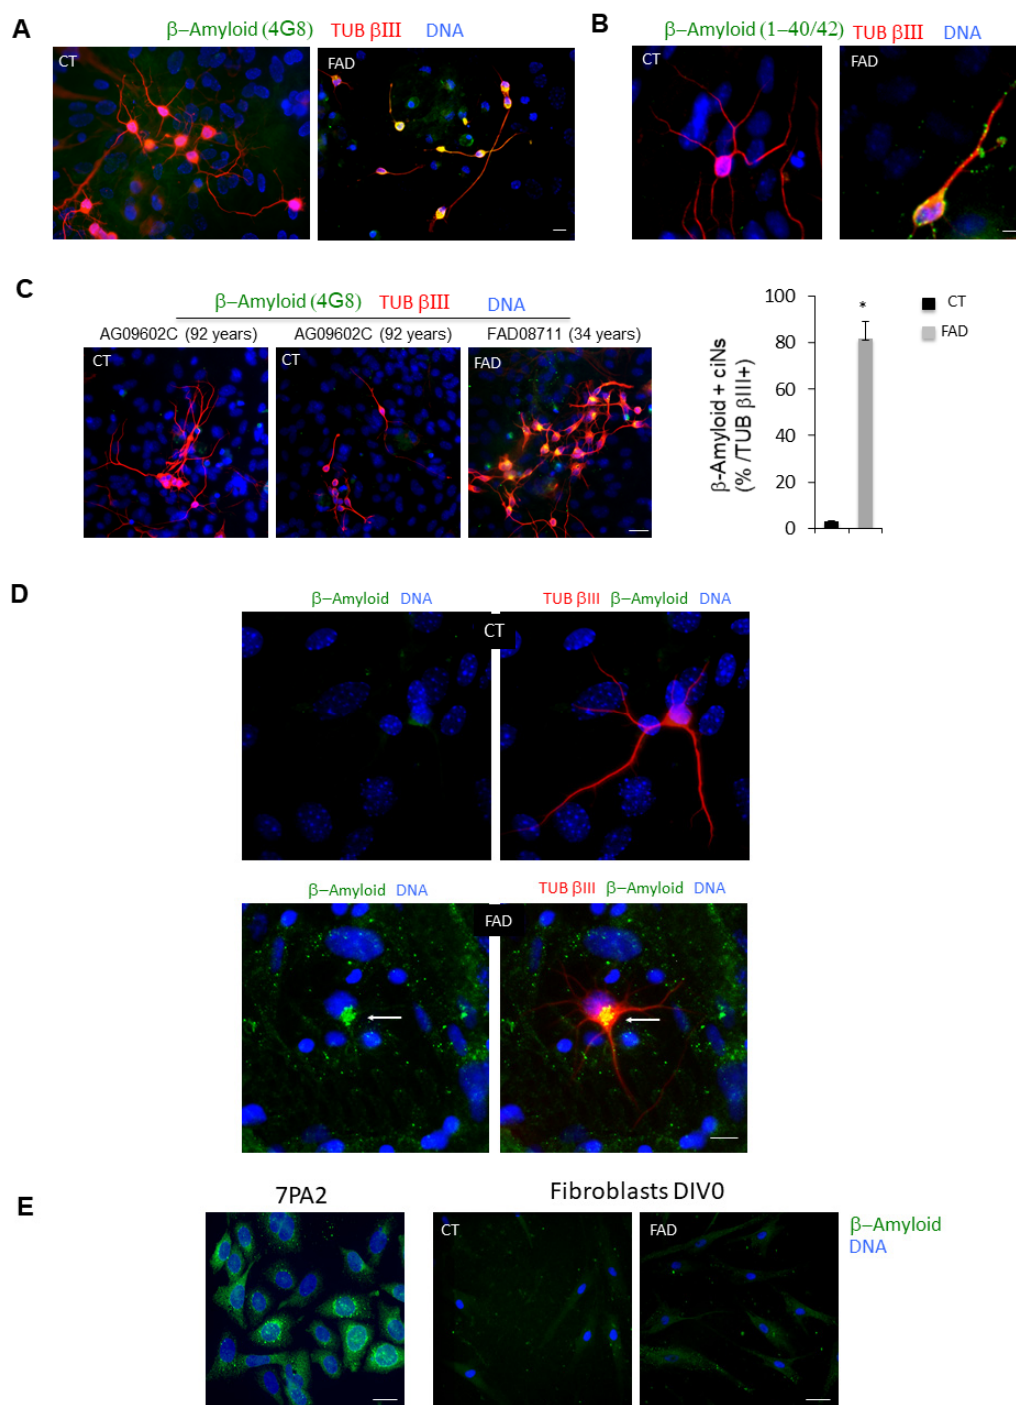 A
β–Amyloid (4G8) TUB βIII DNA
CT
FAD
B
β–Amyloid (1–40/42) TUB βIII DNA
CT
FAD
C
β–Amyloid (4G8) TUB βIII DNA
AG09602C (92 years) AG09602C (92 years) FAD08711 (34 years)
CT
CT
FAD
β-Amyloid + ciNs
(% /TUB βIII+)
100
80
60
40
20
0
*
CT
FAD
D
β–Amyloid DNA
TUB βIII β–Amyloid DNA
CT
β–Amyloid DNA
TUB βIII β–Amyloid DNA
FAD
E
7PA2
Fibroblasts DIV0
CT
FAD
β–Amyloid
DNA